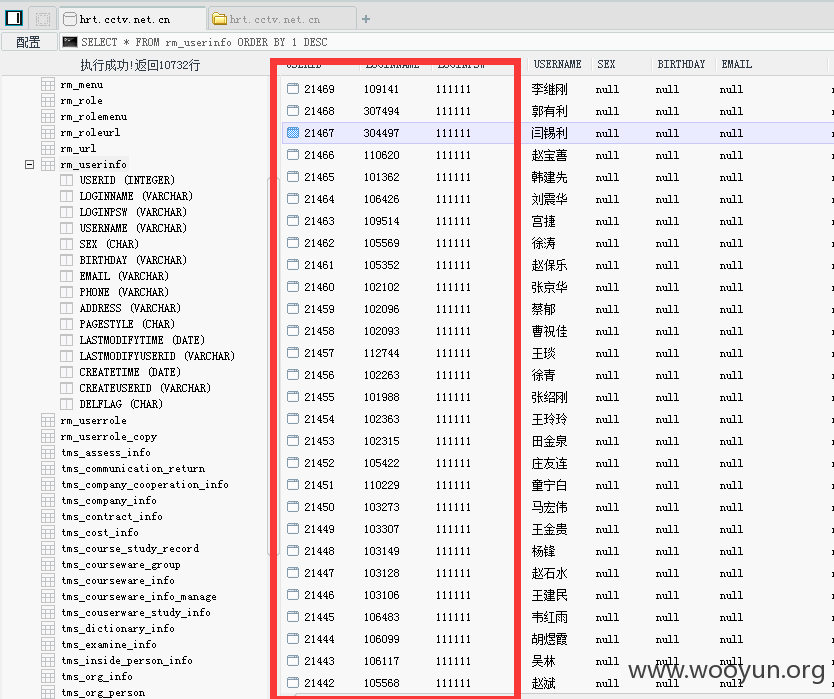 hrt.cctv.net.cn
hrt.cctv.net.cn
配置
SELECT * FROM rm_userinfo ORDER BY 1 DESC
执行成功!返回10732行
rm_menu
rm_role
rm_rolemenu
rm_roleurl
rm_url
rm_userinfo
USERID (INTEGER)
LOGINNAME (VARCHAR)
LOGINPSW (VARCHAR)
USERNAME (VARCHAR)
SEX (CHAR)
BIRTHDAY (VARCHAR)
EMAIL (VARCHAR)
PHONE (VARCHAR)
ADDRESS (VARCHAR)
PAGESTYLE (CHAR)
LASTMODIFYTIME (DATE)
LASTMODIFYUSERID (VARCHAR)
CREATETIME (DATE)
CREATEUSERID (VARCHAR)
DELFLAG (CHAR)
rm_userrole
rm_userrole_copy
tms_assess_info
tms_communication_return
tms_company_cooperation_info
tms_company_info
tms_contract_info
tms_cost_info
tms_course_study_record
tms_courseware_group
tms_courseware_info
tms_courseware_info_manage
tms_couserware_study_info
tms_dictionary_info
tms_examine_info
tms_inside_person_info
tms_org_info
tms_org_person
USERID LOGINNAME LOGINPSW USERNAME SEX BIRTHDAY EMAIL
21469 109141 111111 李继刚 null null null
21468 307494 111111 郭有利 null null null
21467 304497 111111 闫锡利 null null null
21466 110620 111111 赵宝善 null null null
21465 101362 111111 韩建先 null null null
21464 106426 111111 刘震华 null null null
21463 109514 111111 宫捷 null null null
21462 105569 111111 徐涛 null null null
21461 105352 111111 赵保乐 null null null
21460 102102 111111 张京华 null null null
21459 102096 111111 蔡郁 null null null
21458 102093 111111 曹祝佳 null null null
21457 112744 111111 王琰 null null null
21456 102263 111111 徐青 null null null
21455 101988 111111 张绍刚 null null null
21454 102363 111111 王玲玲 null null null
21453 102315 111111 田金泉 null null null
21452 105422 111111 庄友连 null null null
21451 110229 111111 童宁白 null null null
21450 103273 111111 马宏伟 null null null
21449 103307 111111 王金贵 null null null
21448 103149 111111 杨锋 null null null
21447 103128 111111 赵石水 null null null
21446 103106 111111 王建民 null null null
21445 106483 111111 韦红雨 null null null
21444 106099 111111 胡煜霞 null null null
21443 106117 111111 吴林 null null null
21442 105568 111111 赵斌 null null null
www.wooyun.org